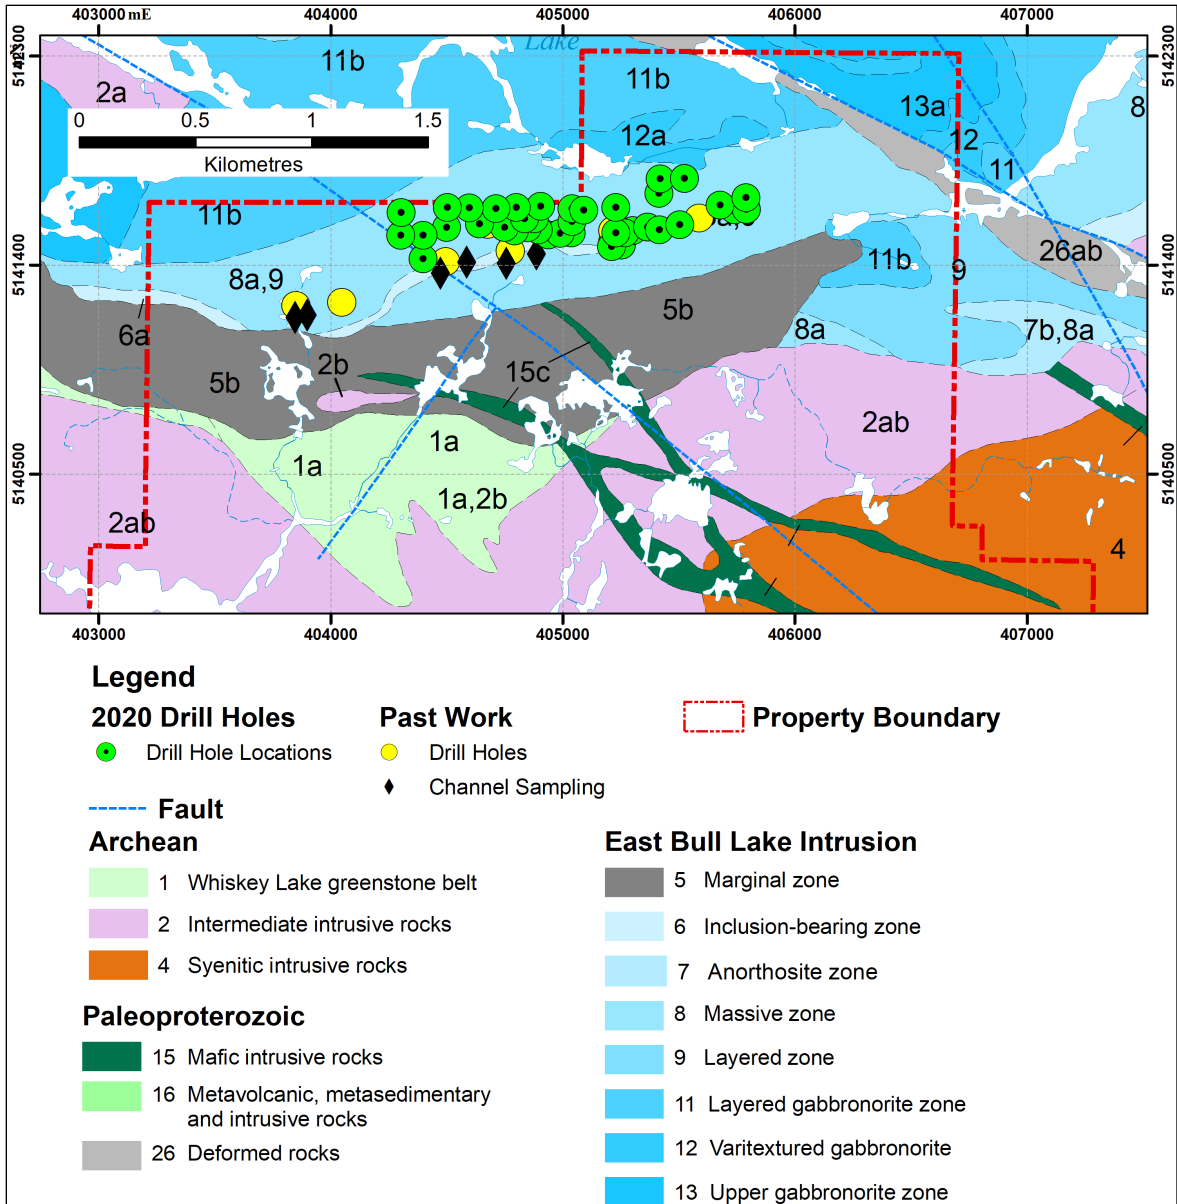 403000 mE 404000 405000 406000 407000
5142300
5142300
Lake
11b
11b
2a
13a
8
0 0.5 1 1.5
Kilometres
12a
12
11
11b
26ab
11b
9
8a,9
5b
6a
8a
7b,8a
2b
15c
5b
2ab
1a
1a
1a,2b
2ab
4
5141400
5141400
5140500
5140500
403000 404000 405000 406000 407000
Legend
2020 Drill Holes
Drill Hole Locations
Past Work
Drill Holes
Channel Sampling
Property Boundary
Fault
Archean
1 Whiskey Lake greenstone belt
2 Intermediate intrusive rocks
4 Syenitic intrusive rocks
Paleoproterozoic
15 Mafic intrusive rocks
16 Metavolcanic, metasedimentary
and intrusive rocks
26 Deformed rocks
East Bull Lake Intrusion
5 Marginal zone
6 Inclusion-bearing zone
7 Anorthosite zone
8 Massive zone
9 Layered zone
11 Layered gabbronorite zone
12 Varitextured gabbronorite
13 Upper gabbronorite zone